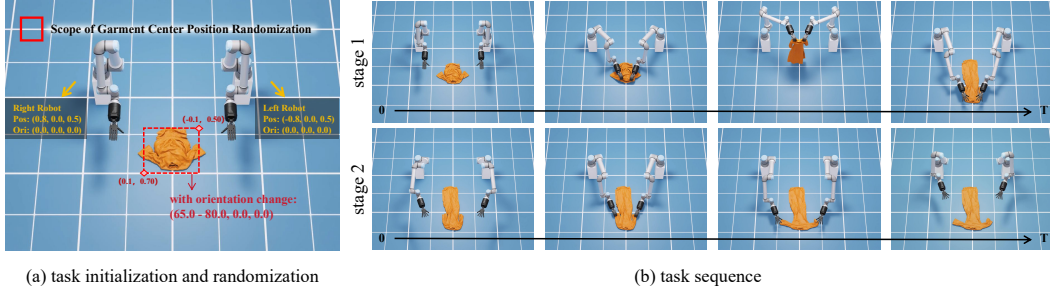 Scope of Garment Center Position Randomization
Right Robot
Pos: (0.8, 0.0, 0.5)
Ori: (0.0, 0.0, 0.0)
Left Robot
Pos: (-0.8, 0.0, 0.5)
Ori: (0.0, 0.0, 0.0)
(-0.1, 0.50)
(0.1, 0.70)
with orientation change:
(65.0 - 80.0, 0.0, 0.0)
(a) task initialization and randomization
stage 1
0
T
stage 2
0
T
(b) task sequence